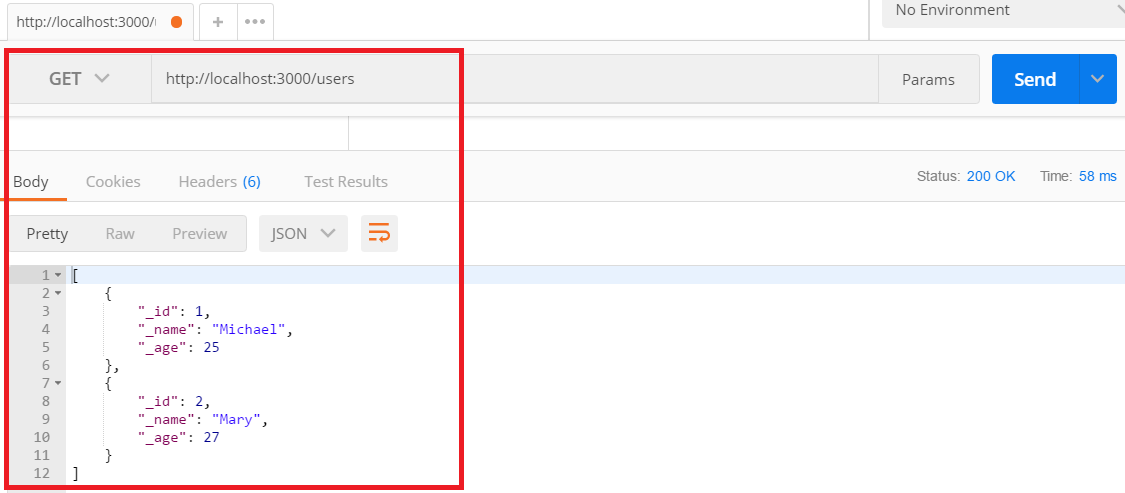 http://localhost:3000/u
No Environment
GET http://localhost:3000/users Params Send
Body Cookies Headers (6) Test Results Status: 200 OK Time: 58 ms
Pretty Raw Preview JSON
1 [
2 {
3 "_id": 1,
4 "_name": "Michael",
5 "_age": 25
6 },
7 {
8 "_id": 2,
9 "_name": "Mary",
10 "_age": 27
11 }
12 ]